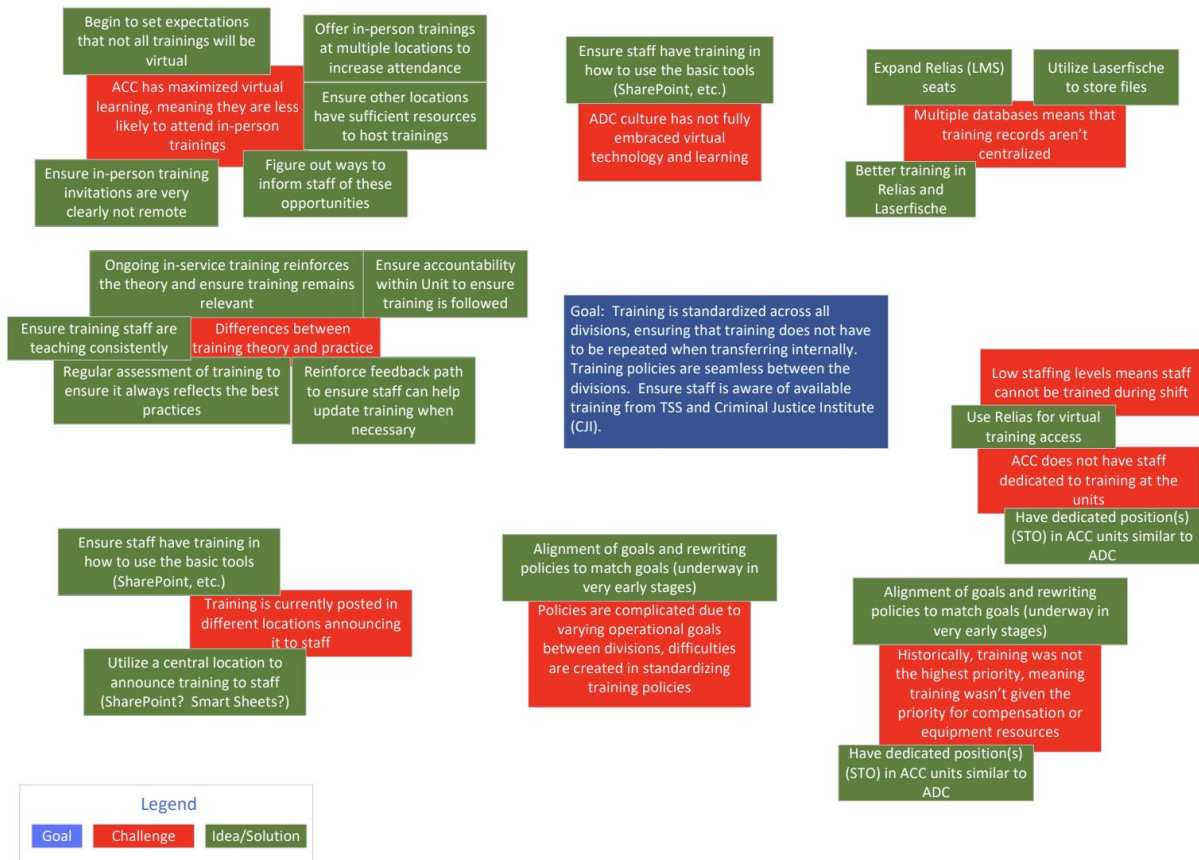 Begin to set expectations
that not all trainings will be
virtual
Offer in-person trainings
at multiple locations to
increase attendance
ACC has maximized virtual
learning, meaning they are less
likely to attend in-person
trainings
Ensure other locations
have sufficient resources
to host trainings
Ensure in-person training
invitations are very
clearly not remote
Figure out ways to
inform staff of these
opportunities
Ensure staff have training in
how to use the basic tools
(SharePoint, etc.)
ADC culture has not fully
embraced virtual
technology and learning
Expand Relias (LMS)
seats
Utilize Laserfische
to store files
Multiple databases means that
training records aren't
centralized
Better training in
Relias and
Laserfische
Ongoing in-service training reinforces
the theory and ensure training remains
relevant
Ensure accountability
within Unit to ensure
training is followed
Ensure training staff are
teaching consistently
Differences between
training theory and practice
Regular assessment of training to
ensure it always reflects the best
practices
Reinforce feedback path
to ensure staff can help
update training when
necessary
Goal:  Training is standardized across all
divisions, ensuring that training does not have
to be repeated when transferring internally.
Training policies are seamless between the
divisions.  Ensure staff is aware of available
training from TSS and Criminal Justice Institute
(CJI).
Low staffing levels means staff
cannot be trained during shift
Use Relias for virtual
training access
ACC does not have staff
dedicated to training at the
units
Have dedicated position(s)
(STO) in ACC units similar to
ADC
Ensure staff have training in
how to use the basic tools
(SharePoint, etc.)
Training is currently posted in
different locations announcing
it to staff
Utilize a central location to
announce training to staff
(SharePoint?  Smart Sheets?)
Alignment of goals and rewriting
policies to match goals (underway in
very early stages)
Policies are complicated due to
varying operational goals
between divisions, difficulties
are created in standardizing
training policies
Alignment of goals and rewriting
policies to match goals (underway in
very early stages)
Historically, training was not
the highest priority, meaning
training wasn't given the
priority for compensation or
equipment resources
Have dedicated position(s)
(STO) in ACC units similar to
ADC
Legend
Goal
Challenge
Idea/Solution